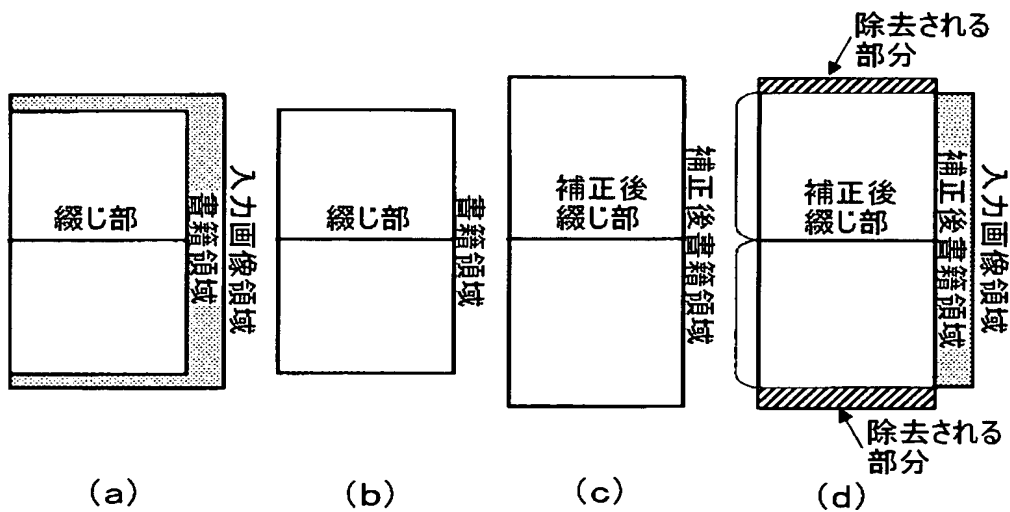 綴じ部
書籍領域
入力画像領域
(a)
綴じ部
書籍領域
(b)
補正後
綴じ部
補正後書籍領域
(c)
除去される
部分
補正後
綴じ部
補正後書籍領域
入力画像領域
除去される
部分
(d)